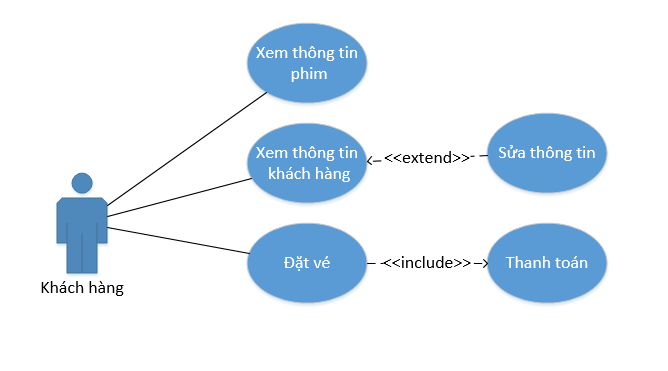 Xem thông tin
phim
Xem thông tin
khách hàng
<<extend>>
Sửa thông tin
Đặt vé
<<include>>
Thanh toán
Khách hàng